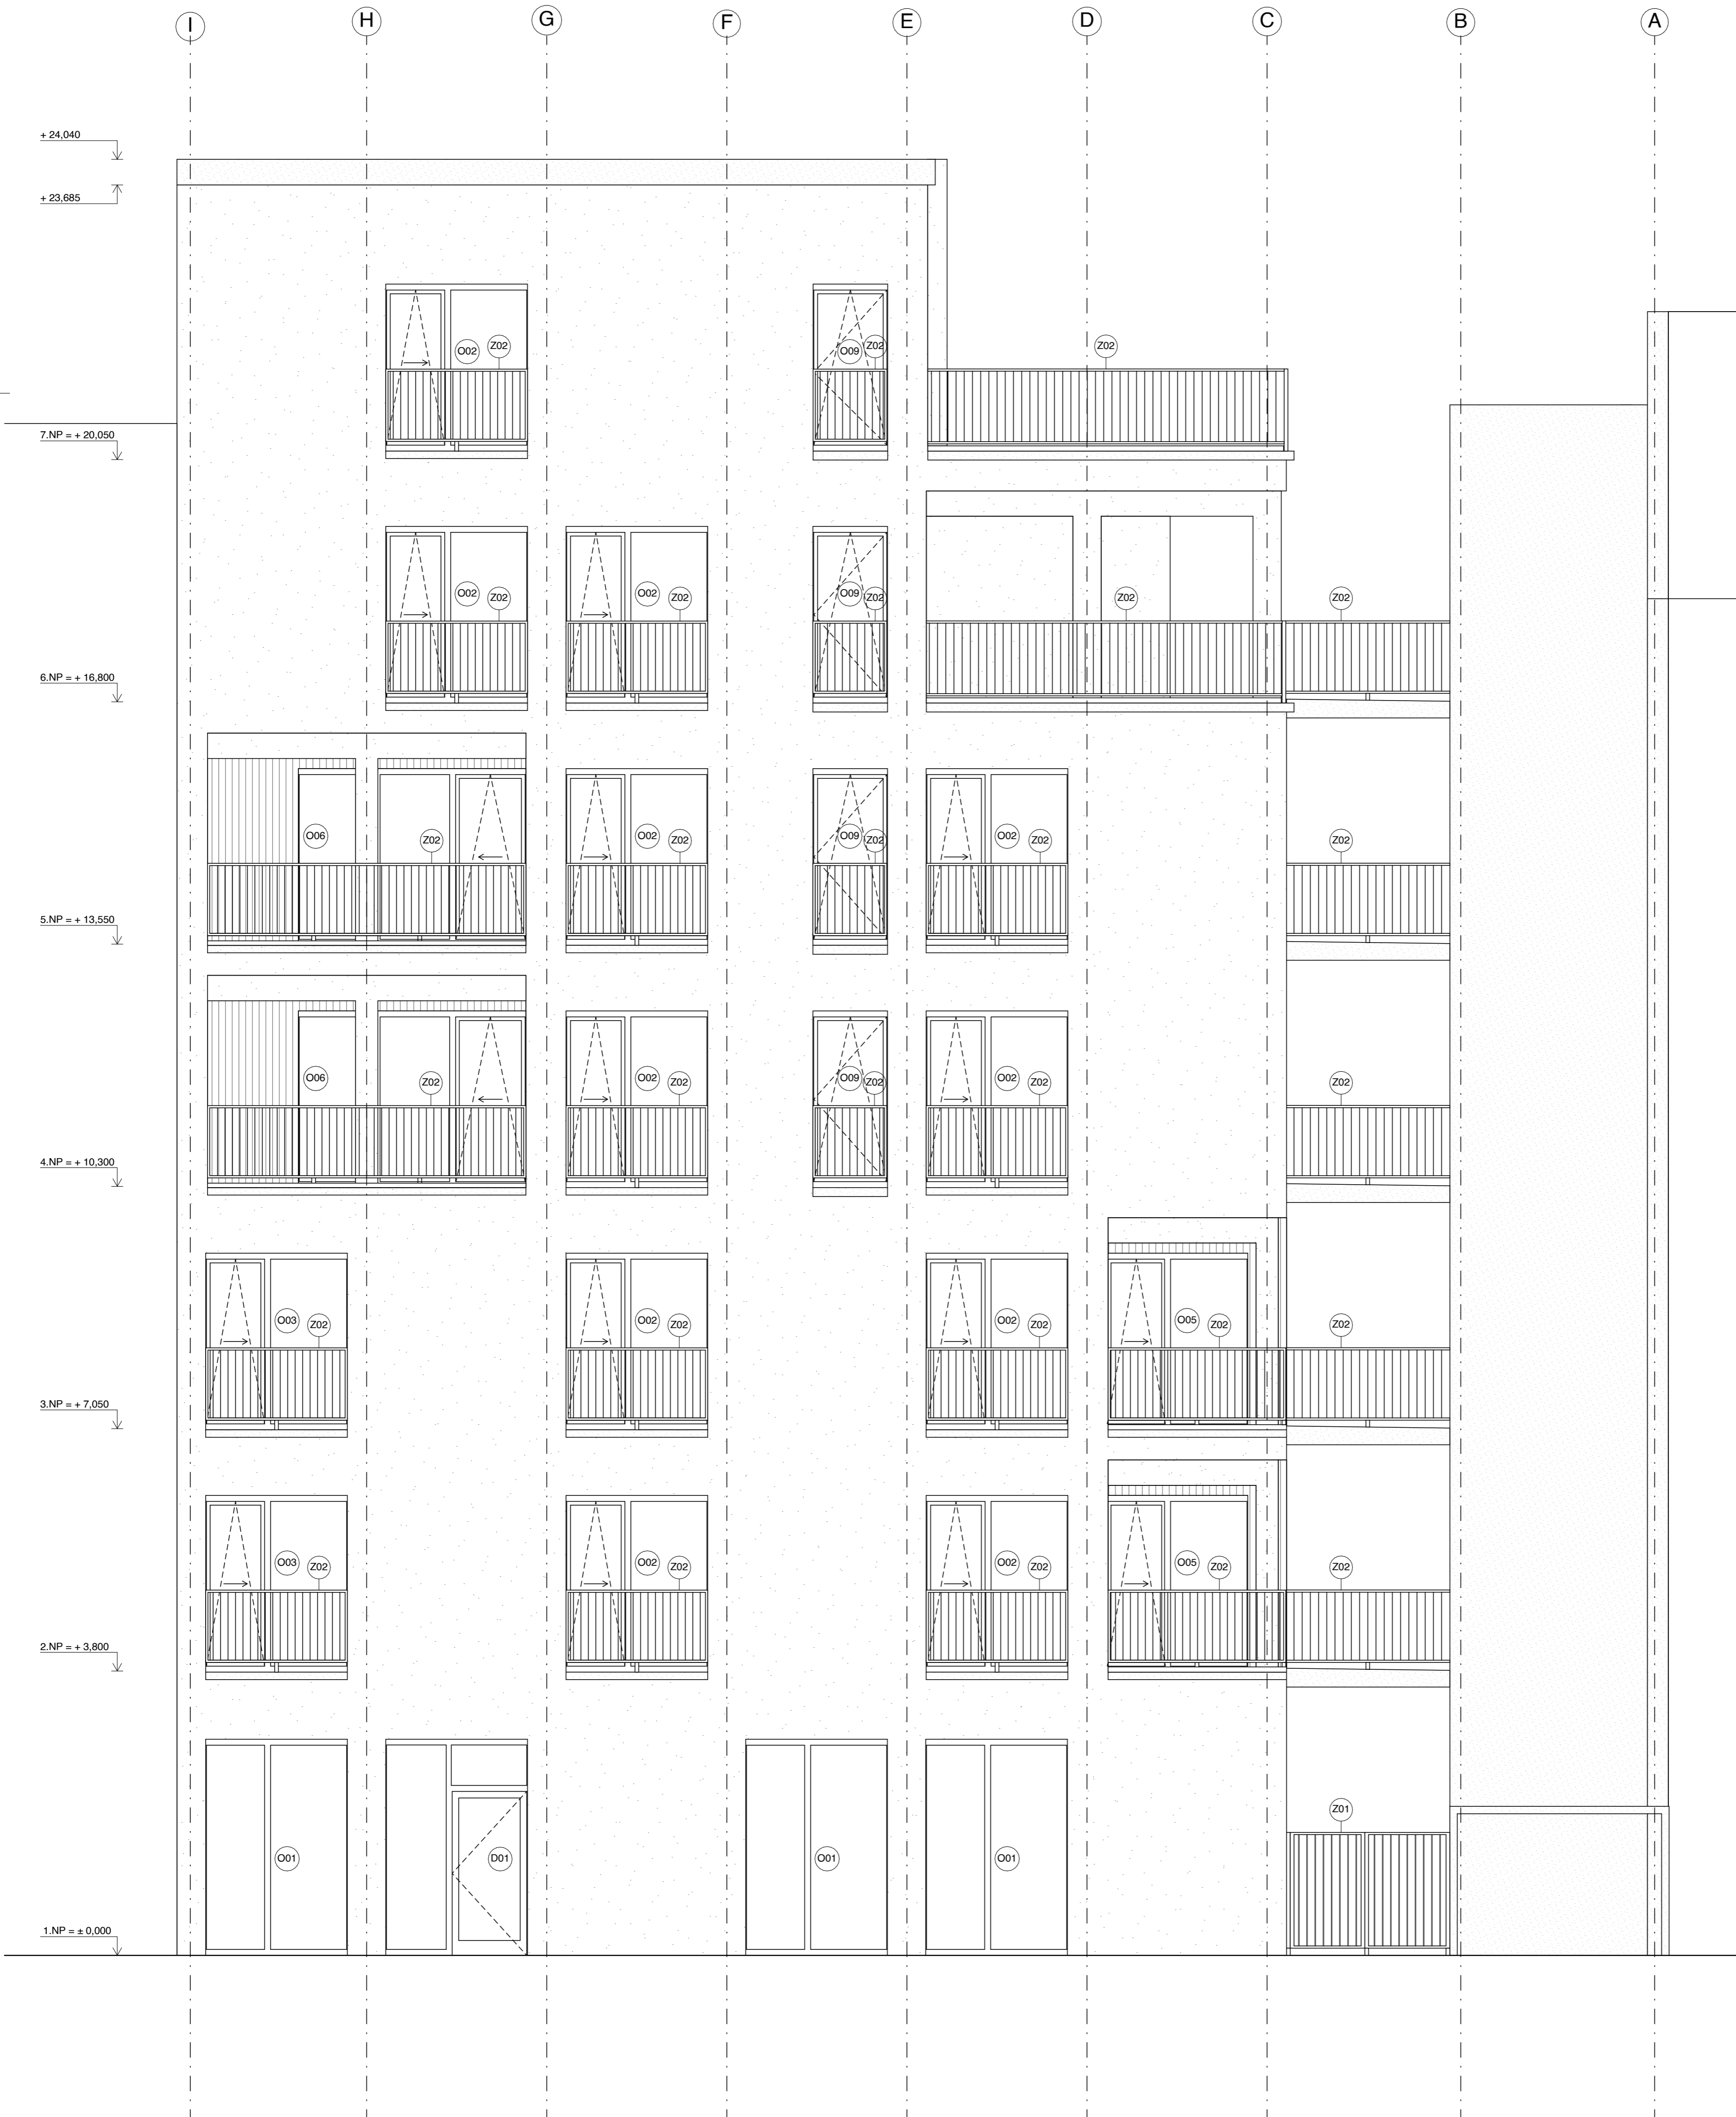 I H G F E D C B A
+ 24,040
+ 23,685
O02 Z02 O09 Z02 Z02
7.NP = + 20,050
O02 Z02 O02 Z02 O09 Z02 Z02 Z02
6.NP = + 16,800
O06 Z02 O02 Z02 O09 Z02 O02 Z02 Z02
5.NP = + 13,550
O06 Z02 O02 Z02 O09 Z02 O02 Z02 Z02
4.NP = + 10,300
O03 Z02 O02 Z02 O02 Z02 O05 Z02 Z02
3.NP = + 7,050
O03 Z02 O02 Z02 O02 Z02 O05 Z02 Z02
2.NP = + 3,800
Z01
O01 D01 O01 O01
1.NP = ± 0,000